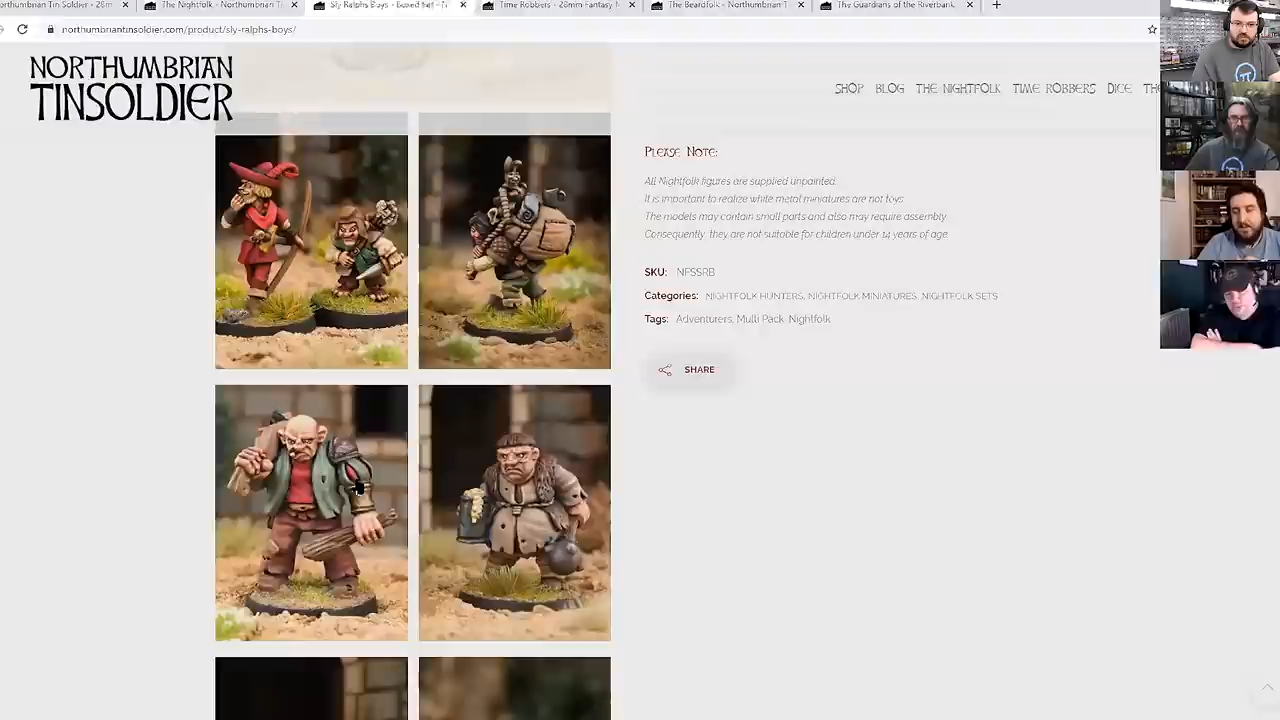 Northumbrian Tin Soldier - 28m
The Nightfolk - Northumbrian Ti
Sly Ralphs Boys - Boxed Set - N
Time Robbers - 28mm Fantasy M
The Beardfolk - Northumbrian T
The Guardians of the Riverbank
northumbriantinsoldier.com/product/sly-ralphs-boys/
NORTHUMBRIAN
TINSOLDIER
SHOP BLOG THE NIGHTFOLK TIME ROBBERS DICE THE
Please Note:
All Nightfolk figures are supplied unpainted.
It is important to realize white metal miniatures are not toys
The models may contain small parts and also may require assembly
Consequently, they are not suitable for children under 14 years of age.
SKU: NFSSRB
Categories: NIGHTFOLK HUNTERS, NIGHTFOLK MINIATURES, NIGHTFOLK SETS
Tags: Adventurers, Multi Pack, Nightfolk
SHARE